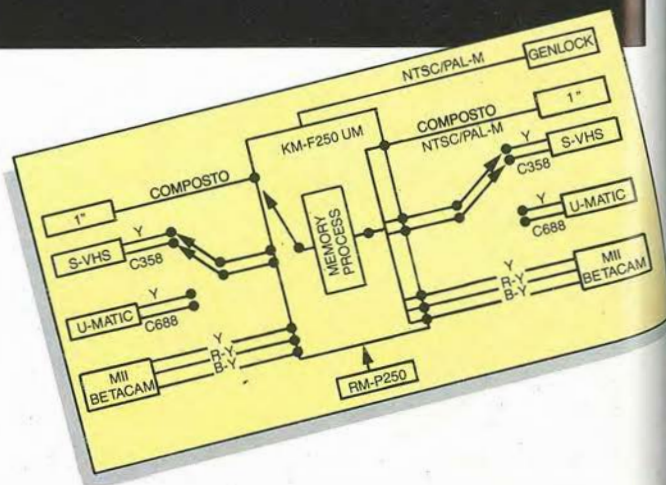 NTSC/PAL-M
GENLOCK
KM-F250 UM
COMPOSTO
NTSC/PAL-M
1"
Y
S-VHS
C358
Y
U-MATIC
C688
Y
R-Y
B-Y
MII
BETACAM
MEMORY
PROCESS
1"
COMPOSTO
S-VHS
Y
C358
U-MATIC
Y
C688
MII
BETACAM
Y
R-Y
B-Y
RM-P250